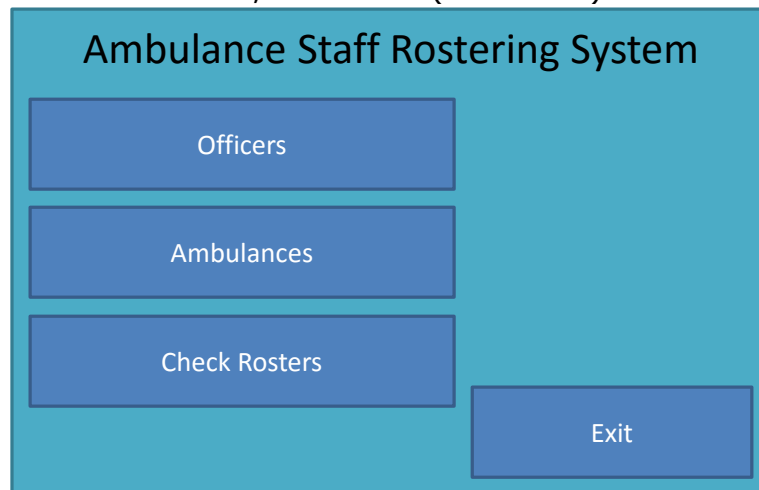 Ambulance Staff Rostering System
Officers
Ambulances
Check Rosters
Exit